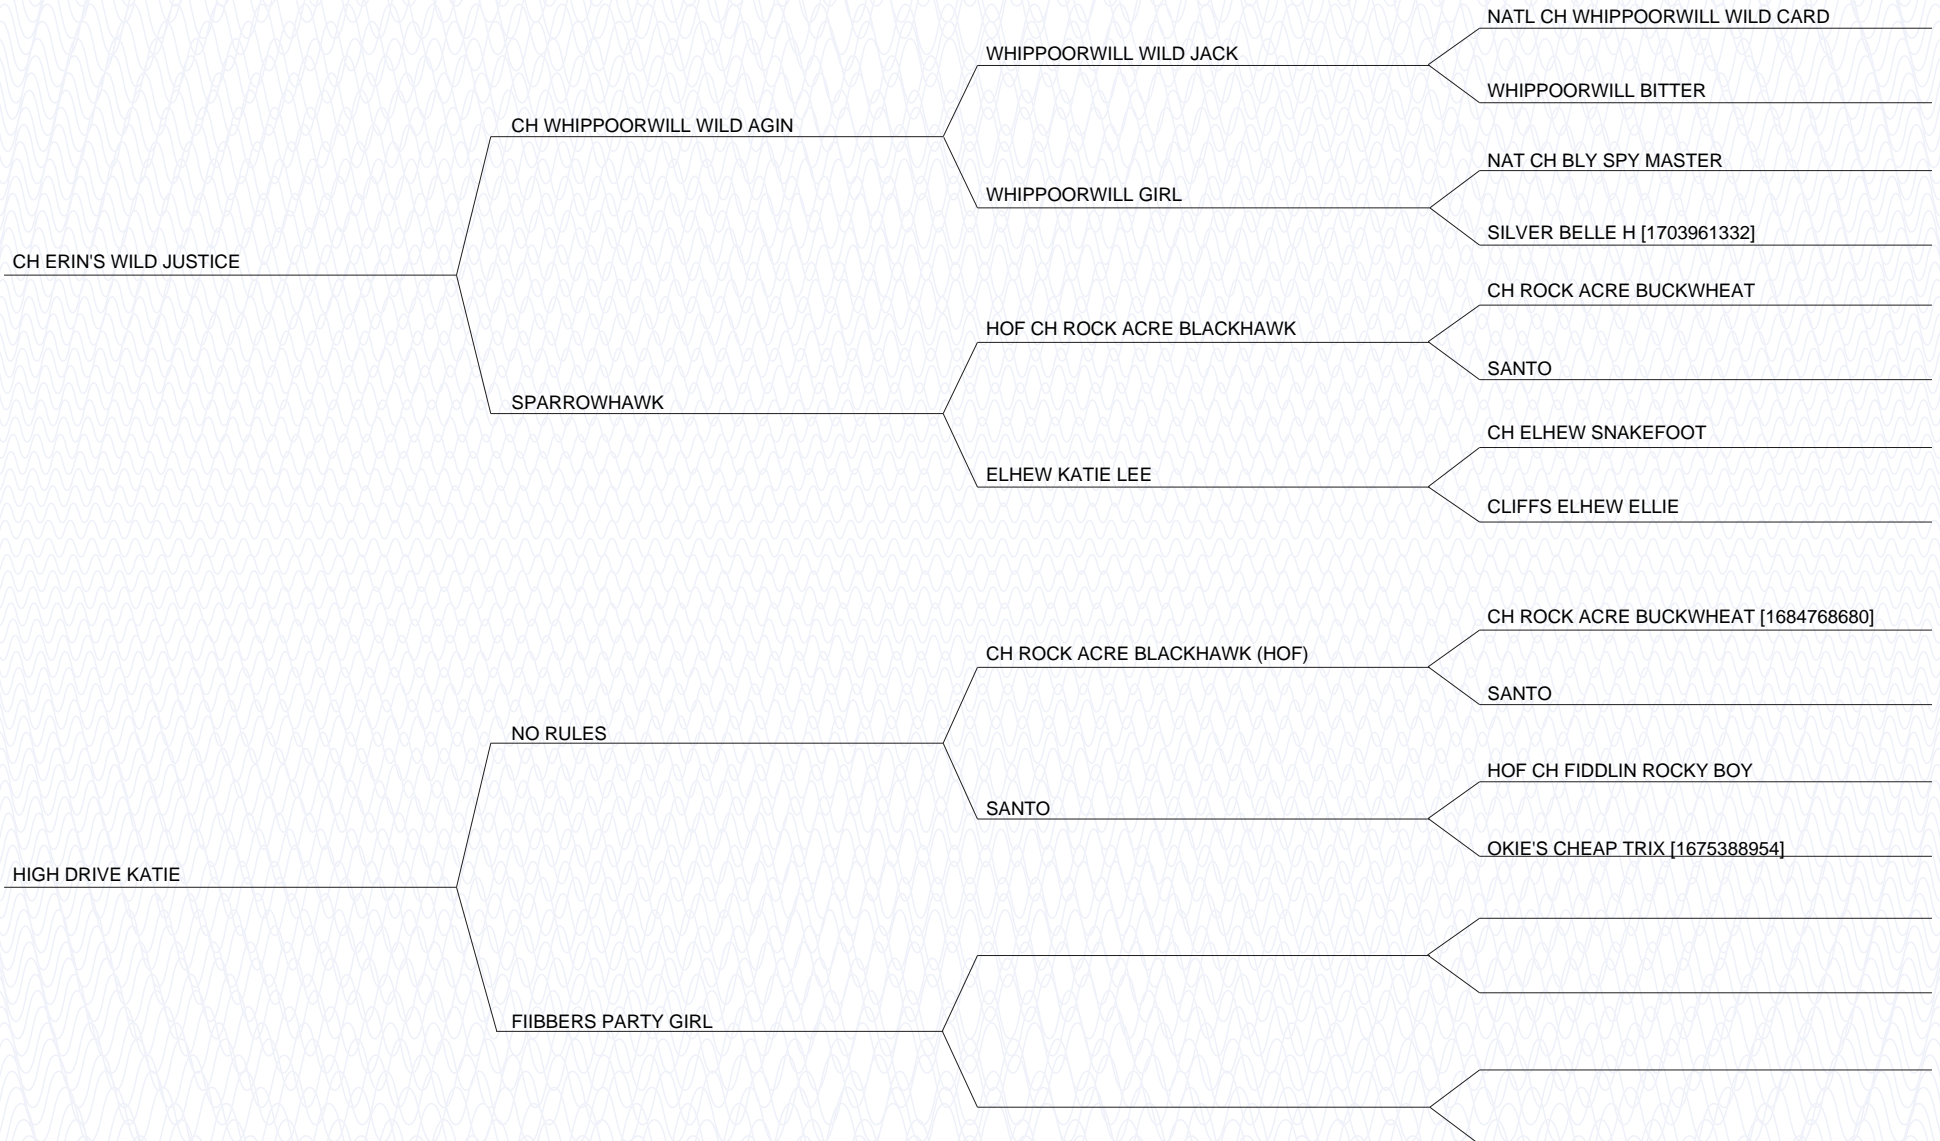 NATL CH WHIPPOORWILL WILD CARD
WHIPPOORWILL WILD JACK
WHIPPOORWILL BITTER
CH WHIPPOORWILL WILD AGIN
NAT CH BLY SPY MASTER
WHIPPOORWILL GIRL
SILVER BELLE H [1703961332]
CH ERIN'S WILD JUSTICE
CH ROCK ACRE BUCKWHEAT
HOF CH ROCK ACRE BLACKHAWK
SANTO
SPARROWHAWK
CH ELHEW SNAKEFOOT
ELHEW KATIE LEE
CLIFFS ELHEW ELLIE
CH ROCK ACRE BUCKWHEAT [1684768680]
CH ROCK ACRE BLACKHAWK (HOF)
SANTO
NO RULES
HOF CH FIDDLIN ROCKY BOY
SANTO
OKIE'S CHEAP TRIX [1675388954]
HIGH DRIVE KATIE
FIIBBERS PARTY GIRL